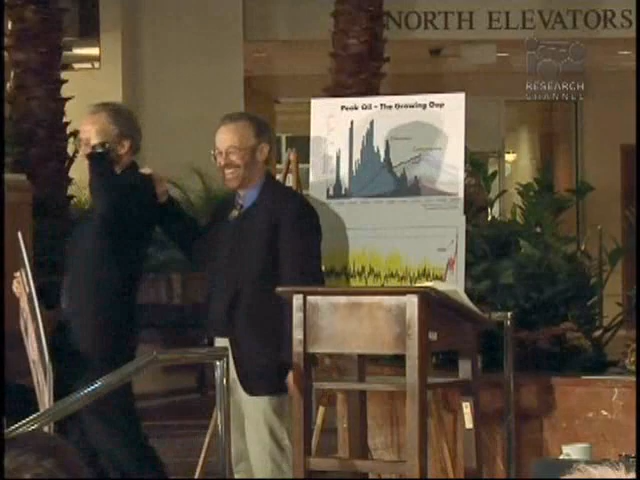 NORTH ELEVATORS
RESEARCH
CHANNEL
Peak Oil – The Growing Gap